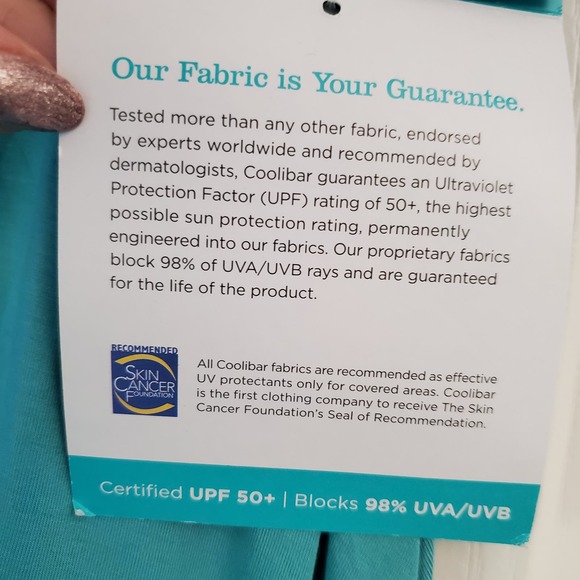 Our Fabric is Your Guarantee.
Tested more than any other fabric, endorsed
by experts worldwide and recommended by
dermatologists, Coolibar guarantees an Ultraviolet
Protection Factor (UPF) rating of 50+, the highest
possible sun protection rating, permanently
engineered into our fabrics. Our proprietary fabrics
block 98% of UVA/UVB rays and are guaranteed
for the life of the product.
RECOMMENDED
SKIN
CANCER
FOUNDATION
All Coolibar fabrics are recommended as effective
UV protectants only for covered areas. Coolibar
is the first clothing company to receive The Skin
Cancer Foundation's Seal of Recommendation.
Certified UPF 50+ | Blocks 98% UVA/UVB